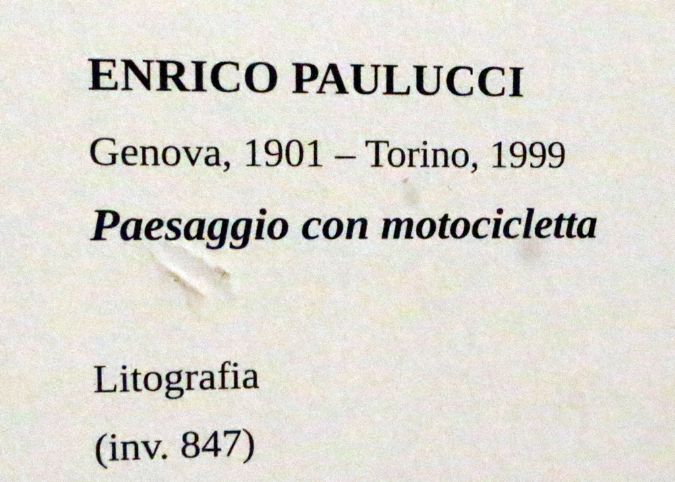 ENRICO PAULUCCI
Genova, 1901 – Torino, 1999
Paesaggio con motocicletta
Litografia
(inv. 847)